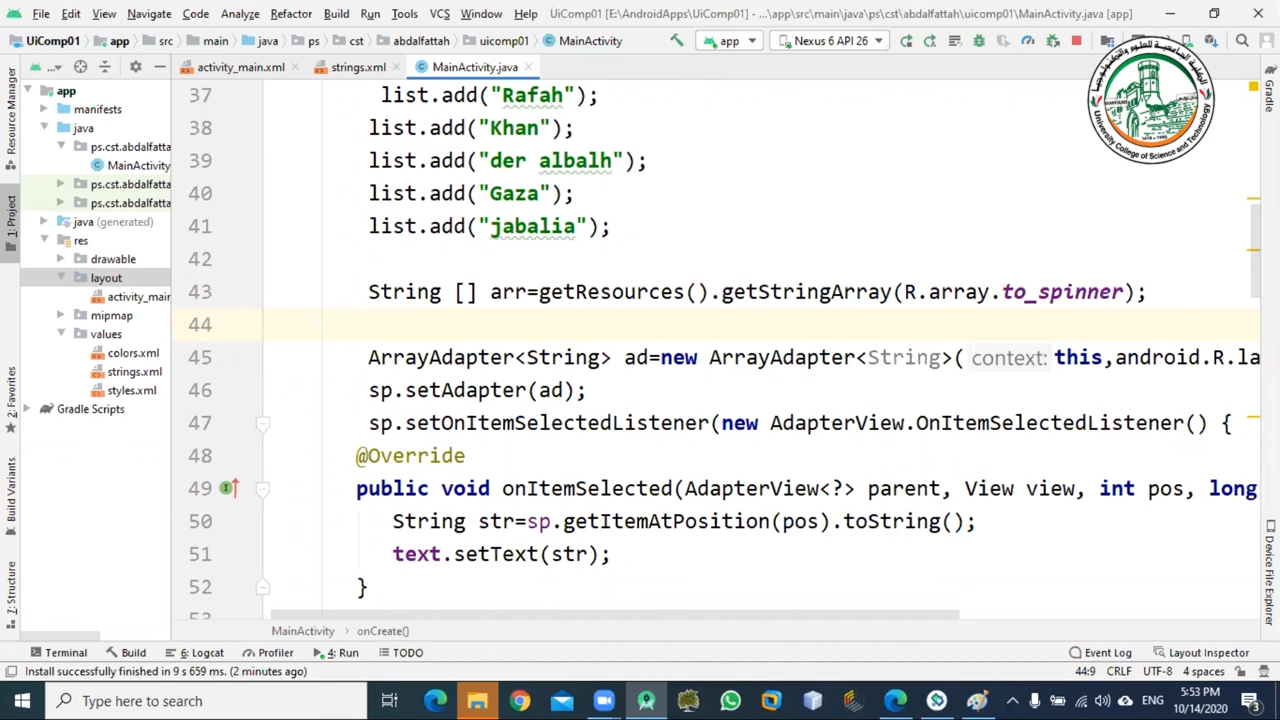 File Edit View Navigate Code Analyze Refactor Build Run Tools VCS Window Help UiComp01 [E:\AndroidApps\UiComp01] - ...\app\src\main\java\ps\cst\abdalfattah\uicomp01\MainActivity.java [app]
UiComp01 app src main java ps cst abdalfattah uicomp01 MainActivity app Nexus 6 API 26
... activity_main.xml strings.xml MainActivity.java
Resource Manager
1: Project
2: Favorites
Build Variants
Z: Structure
app
manifests
java
ps.cst.abdalfatta
MainActivity
ps.cst.abdalfatta
ps.cst.abdalfatta
java (generated)
res
drawable
layout
activity_mair
mipmap
values
colors.xml
strings.xml
styles.xml
Gradle Scripts
37 list.add("Rafah");
38 list.add("Khan");
39 list.add("der albalh");
40 list.add("Gaza");
41 list.add("jabalia");
42
43 String [] arr=getResources().getStringArray(R.array.to_spinner);
44
45 ArrayAdapter<String> ad=new ArrayAdapter<String>( context: this,android.R.la
46 sp.setAdapter(ad);
47 sp.setOnItemSelectedListener(new AdapterView.OnItemSelectedListener() {
48 @Override
49 public void onItemSelected(AdapterView<?> parent, View view, int pos, long
50 String str=sp.getItemAtPosition(pos).toString();
51 text.setText(str);
52 }
53
University College of Science and Technology
Gradle
Device File Explorer
MainActivity onCreate()
Terminal Build 6: Logcat Profiler 4: Run TODO Event Log Layout Inspector
Install successfully finished in 9 s 659 ms. (2 minutes ago) 44:9 CRLF UTF-8 4 spaces
Type here to search ENG 5:53 PM
10/14/2020 3